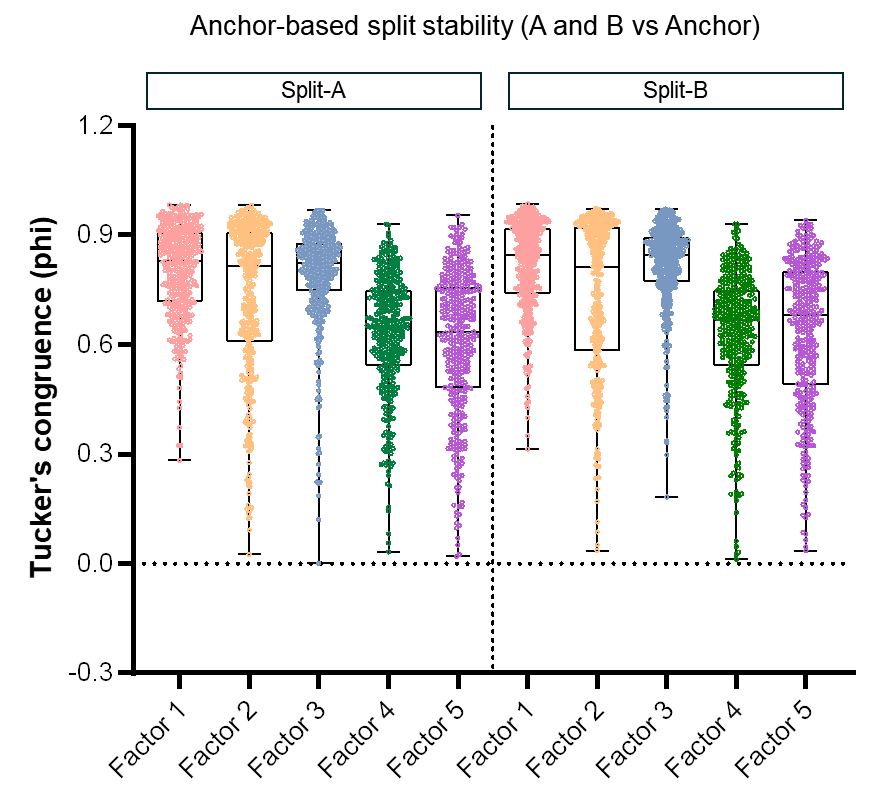 Anchor-based split stability (A and B vs Anchor)
Split-A
Split-B
Tucker's congruence (phi)
1.2
0.9
0.6
0.3
0.0
-0.3
Factor 1
Factor 2
Factor 3
Factor 4
Factor 5
Factor 1
Factor 2
Factor 3
Factor 4
Factor 5